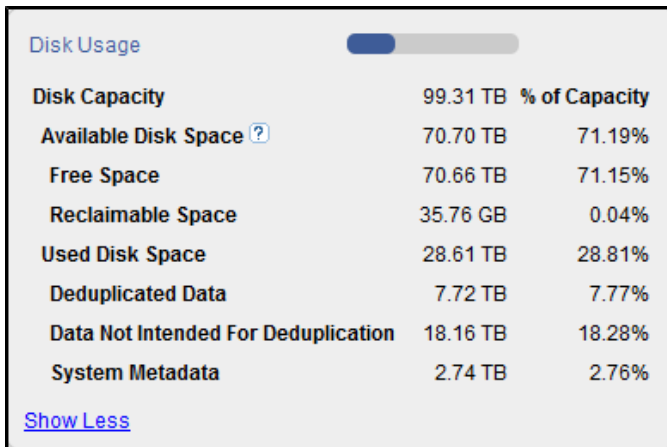 Disk Usage
Disk Capacity 99.31 TB % of Capacity
Available Disk Space ? 70.70 TB 71.19%
Free Space 70.66 TB 71.15%
Reclaimable Space 35.76 GB 0.04%
Used Disk Space 28.61 TB 28.81%
Deduplicated Data 7.72 TB 7.77%
Data Not Intended For Deduplication 18.16 TB 18.28%
System Metadata 2.74 TB 2.76%
Show Less